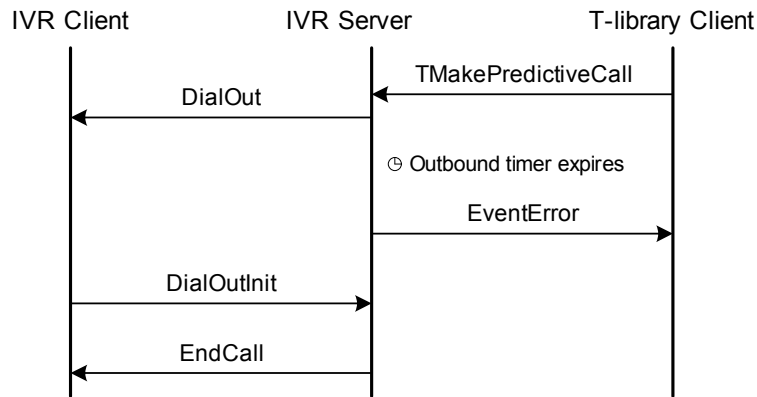 IVR Client
IVR Server
T-library Client
TMakePredictiveCall
DialOut
Outbound timer expires
EventError
DialOutInit
EndCall